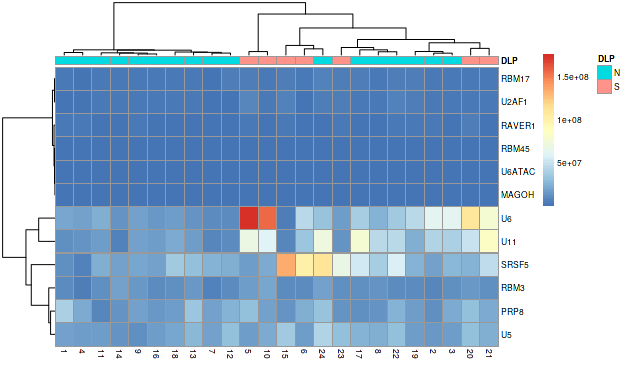 DLP
RBM17
U2AF1
RAVER1
RBM45
U6ATAC
MAGOH
U6
U11
SRSF5
RBM3
PRP8
U5
1 4 11 14 9 16 18 13 7 12 5 10 15 6 24 23 17 8 22 19 2 3 20 21
1.5e+08
1e+08
5e+07
DLP
N
S